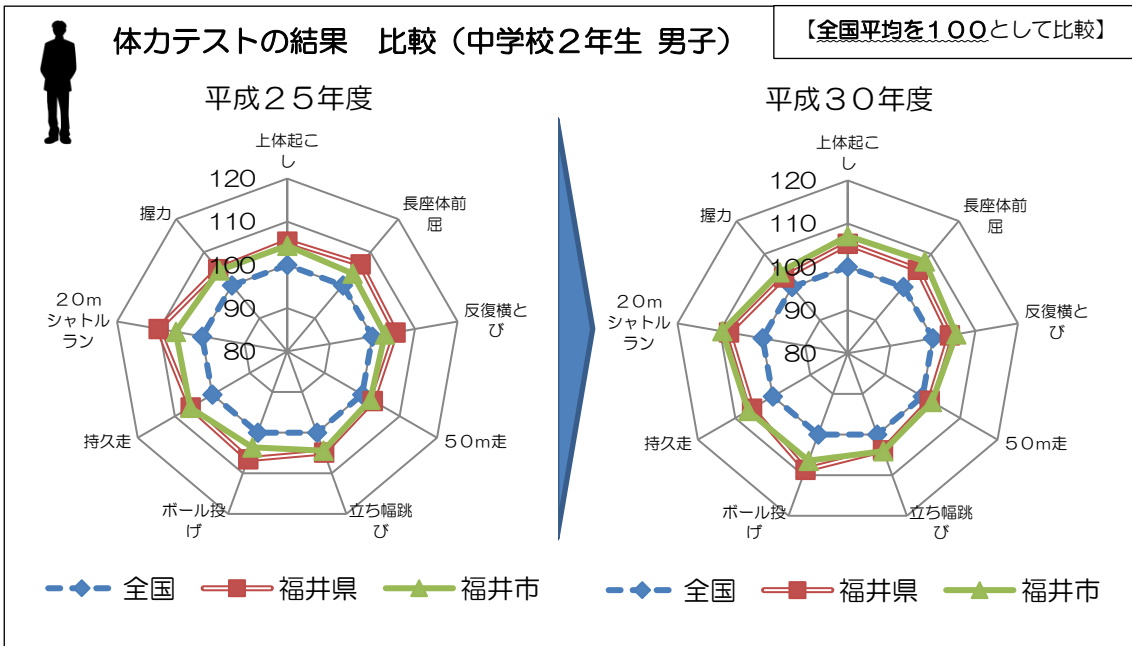 体力テストの結果　比較（中学校２年生 男子）
【全国平均を１００として比較】
平成２５年度
上体起こ
し
長座体前
屈
反復横と
び
５０ｍ走
立ち幅跳
び
ボール投
げ
持久走
２０ｍ
シャトル
ラン
握力
120
110
100
90
80
全国
福井県
福井市
平成３０年度
上体起こ
し
長座体前
屈
反復横と
び
５０ｍ走
立ち幅跳
び
ボール投
げ
持久走
２０ｍ
シャトル
ラン
握力
120
110
100
90
80
全国
福井県
福井市